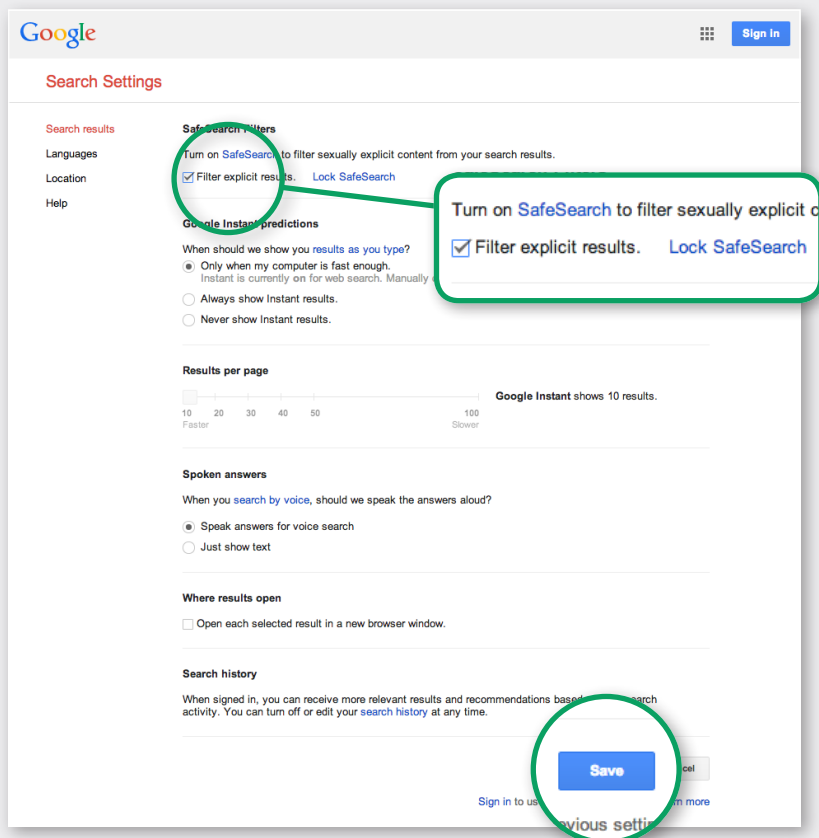 Google
Sign in
Search Settings
Search results
Languages
Location
Help
SafeSearch Filters
Turn on SafeSearch to filter sexually explicit content from your search results.
Filter explicit results. Lock SafeSearch
Turn on SafeSearch to filter sexually explicit
Filter explicit results. Lock SafeSearch
Google Instant predictions
When should we show you results as you type?
Only when my computer is fast enough.
Instant is currently on for web search. Manually
Always show Instant results.
Never show Instant results.
Results per page
Google Instant shows 10 results.
10 20 30 40 50 100
Faster Slower
Spoken answers
When you search by voice, should we speak the answers aloud?
Speak answers for voice search
Just show text
Where results open
Open each selected result in a new browser window.
Search history
When signed in, you can receive more relevant results and recommendations
activity. You can turn off or edit your search history at any time.
Save
Sign in to
more